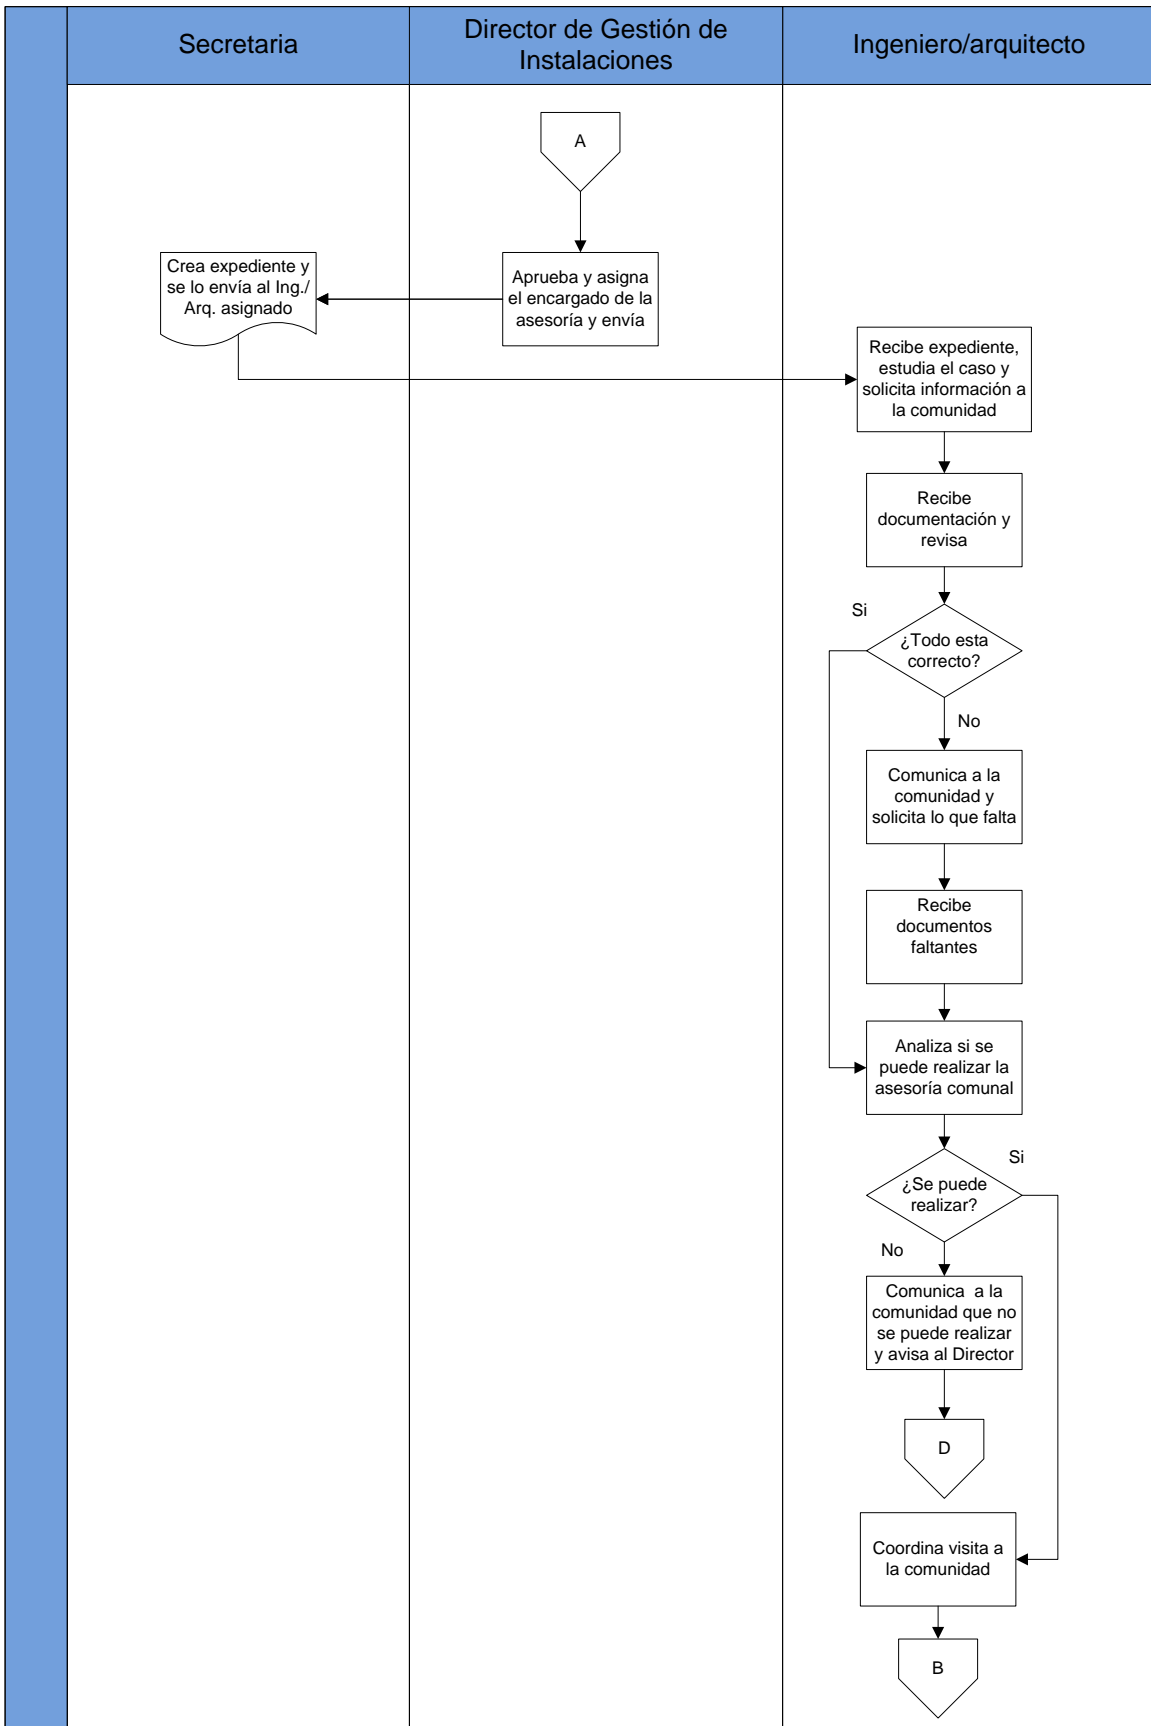 Secretaria
Director de Gestión de
Instalaciones
Ingeniero/arquitecto
A
Crea expediente y
se lo envía al Ing./
Arq. asignado
Aprueba y asigna
el encargado de la
asesoría y envía
Recibe expediente,
estudia el caso y
solicita información a
la comunidad
Recibe
documentación y
revisa
Si
¿Todo esta
correcto?
No
Comunica a la
comunidad y
solicita lo que falta
Recibe
documentos
faltantes
Analiza si se
puede realizar la
asesoría comunal
Si
¿Se puede
realizar?
No
Comunica  a la
comunidad que no
se puede realizar
y avisa al Director
D
Coordina visita a
la comunidad
B